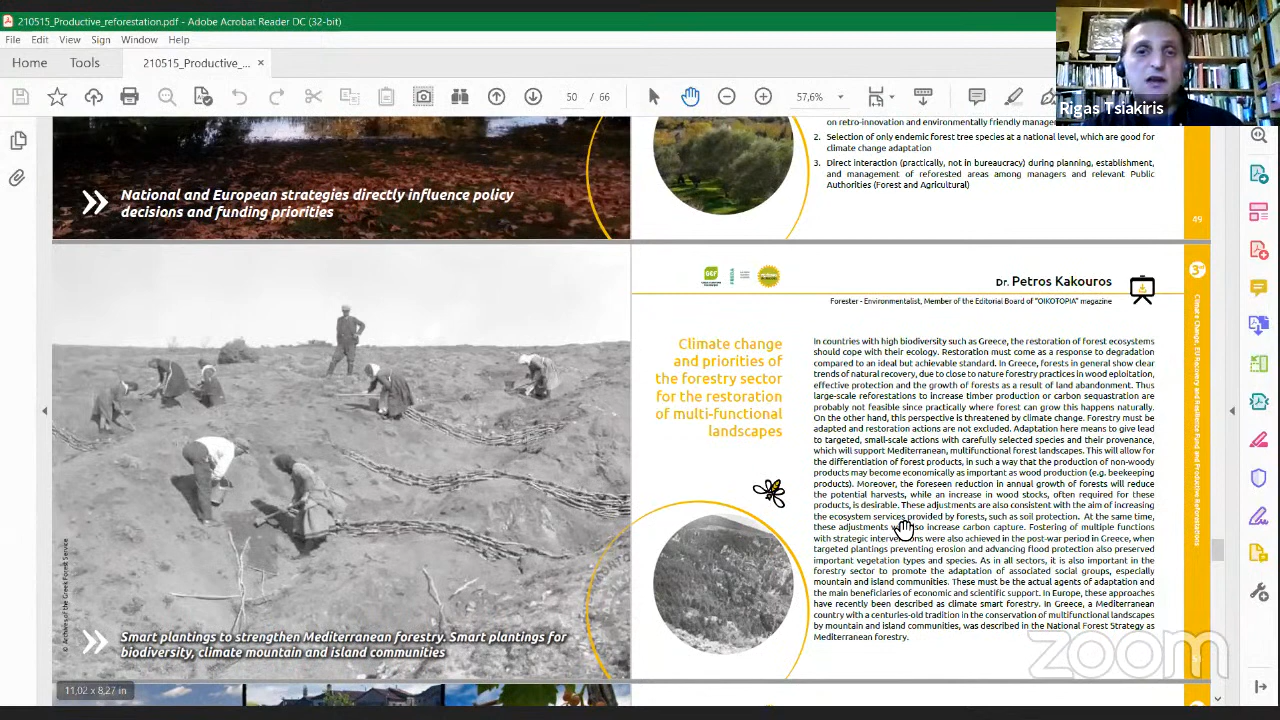 210515_Productive_reforestation.pdf - Adobe Acrobat Reader DC (32-bit)
File Edit View Sign Window Help
Home Tools 210515_Productive_... ×
50 / 66 57,6%
Rigas Tsiakiris
on retro-innovation and environmentally friendly manage
2. Selection of only endemic forest tree species at a national level, which are good for
climate change adaptation
3. Direct interaction (practically, not in bureaucracy) during planning, establishment,
and management of reforested areas among managers and relevant Public
Authorities (Forest and Agricultural)
National and European strategies directly influence policy
decisions and funding priorities
49
GEF
Dr. Petros Kakouros
Forester - Environmentalist, Member of the Editorial Board of "OIKOTOPIA" magazine
3rd
Climate Change, EU Recovery and Resilience Fund and Productive Reforestations
Climate change
and priorities of
the forestry sector
for the restoration
of multi-functional
landscapes
In countries with high biodiversity such as Greece, the restoration of forest ecosystems
should cope with their ecology. Restoration must come as a response to degradation
compared to an ideal but achievable standard. In Greece, forests in general show clear
trends of natural recovery, due to close to nature forestry practices in wood eploitation,
effective protection and the growth of forests as a result of land abandonment. Thus
large-scale reforestations to increase timber production or carbon sequastration are
probably not feasible since practically where forest can grow this happens naturally.
On the other hand, this perspective is threatened by climate change. Forestry must be
adapted and restoration actions are not excluded. Adaptation here means to give lead
to targeted, small-scale actions with carefully selected species and their provenance,
which will support Mediterranean, multifunctional forest landscapes. This will allow for
the differentiation of forest products, in such a way that the production of non-woody
products may become economically as important as wood production (e.g. beekeeping
products). Moreover, the foreseen reduction in annual growth of forests will reduce
the potential harvests, while an increase in wood stocks, often required for these
products, is desirable. These adjustments are also consistent with the aim of increasing
the ecosystem services provided by forests, such as soil protection. At the same time,
these adjustments increase carbon capture. Fostering of multiple functions
with strategic interventions were also achieved in the post-war period in Greece, when
targeted plantings preventing erosion and advancing flood protection also preserved
important vegetation types and species. As in all sectors, it is also important in the
forestry sector to promote the adaptation of associated social groups, especially
mountain and island communities. These must be the actual agents of adaptation and
the main beneficiaries of economic and scientific support. In Europe, these approaches
have recently been described as climate smart forestry. In Greece, a Mediterranean
country with a centuries-old tradition in the conservation of multifunctional landscapes
by mountain and island communities, was described in the National Forest Strategy as
Mediterranean forestry.
© Archives of the Greek Forest Service
Smart plantings to strengthen Mediterranean forestry. Smart plantings for
biodiversity, climate mountain and island communities
zoom
51
11,02 x 8,27 in